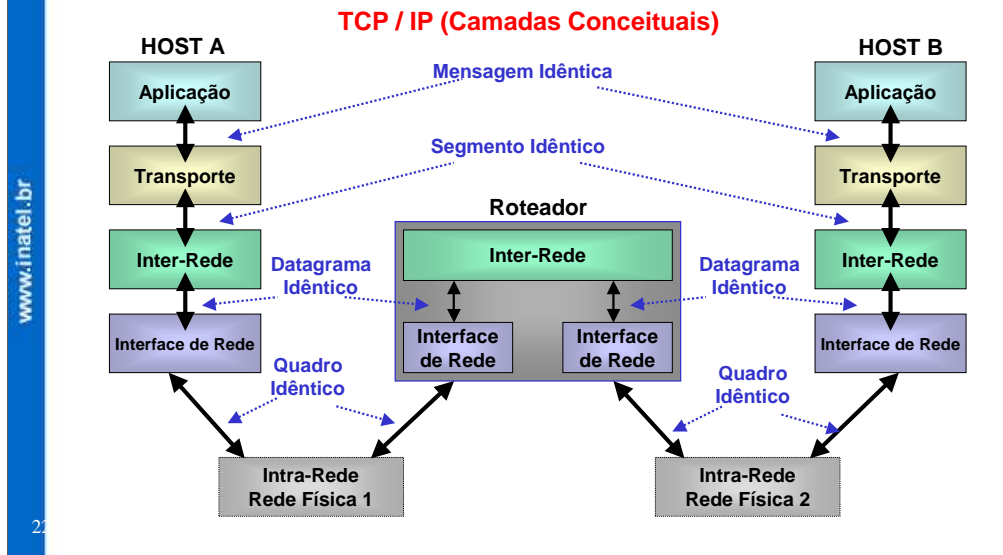 TCP / IP (Camadas Conceituais)
HOST A
HOST B
Mensagem Idêntica
Aplicação
Aplicação
Segmento Idêntico
Transporte
Transporte
Roteador
Inter-Rede
Inter-Rede
Inter-Rede
Datagrama
Idêntico
Datagrama
Idêntico
Interface de Rede
Interface
de Rede
Interface
de Rede
Interface de Rede
Quadro
Idêntico
Quadro
Idêntico
Intra-Rede
Rede Física 1
Intra-Rede
Rede Física 2
www.inatel.br
22